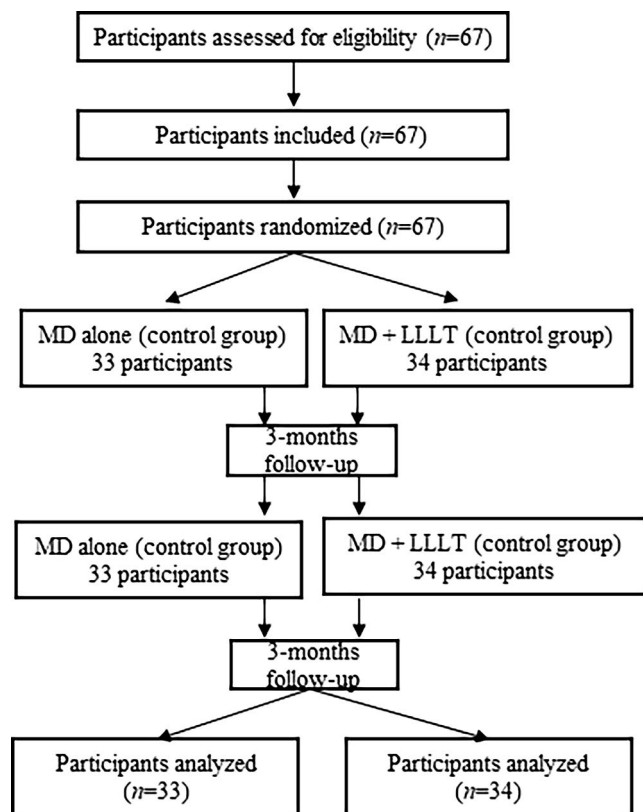 Participants assessed for eligibility (n=67)
Participants included (n=67)
Participants randomized (n=67)
MD alone (control group)
33 participants
MD + LLLT (control group)
34 participants
3-months
follow-up
MD alone (control group)
33 participants
MD + LLLT (control group)
34 participants
3-months
follow-up
Participants analyzed
(n=33)
Participants analyzed
(n=34)